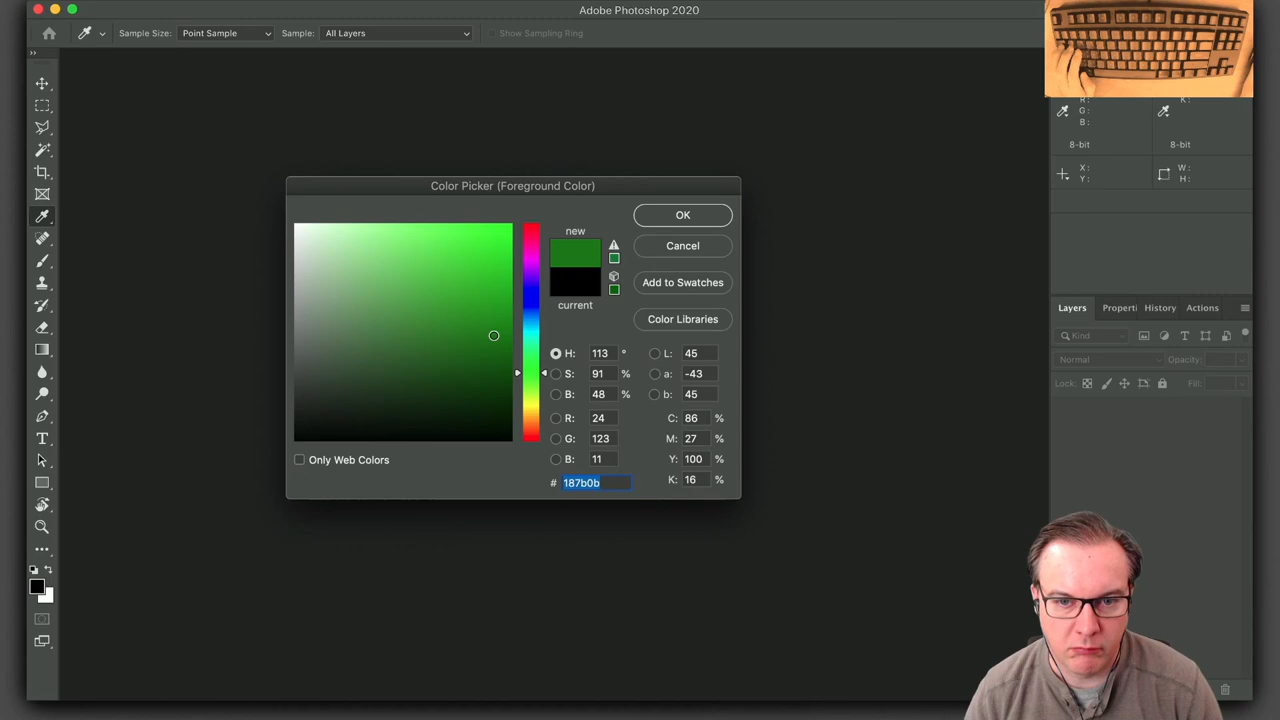 Adobe Photoshop 2020
Sample Size: Point Sample Sample: All Layers Show Sampling Ring
R:
G:
B:
K:
8-bit 8-bit
X: W:
Y: H:
Color Picker (Foreground Color)
new
current
OK
Cancel
Add to Swatches
Color Libraries
H: 113 ° L: 45
S: 91 % a: -43
B: 48 % b: 45
R: 24 C: 86 %
G: 123 M: 27 %
B: 11 Y: 100 %
# 187b0b K: 16 %
Only Web Colors
Layers Properti History Actions
Kind
Normal Opacity:
Lock: Fill: